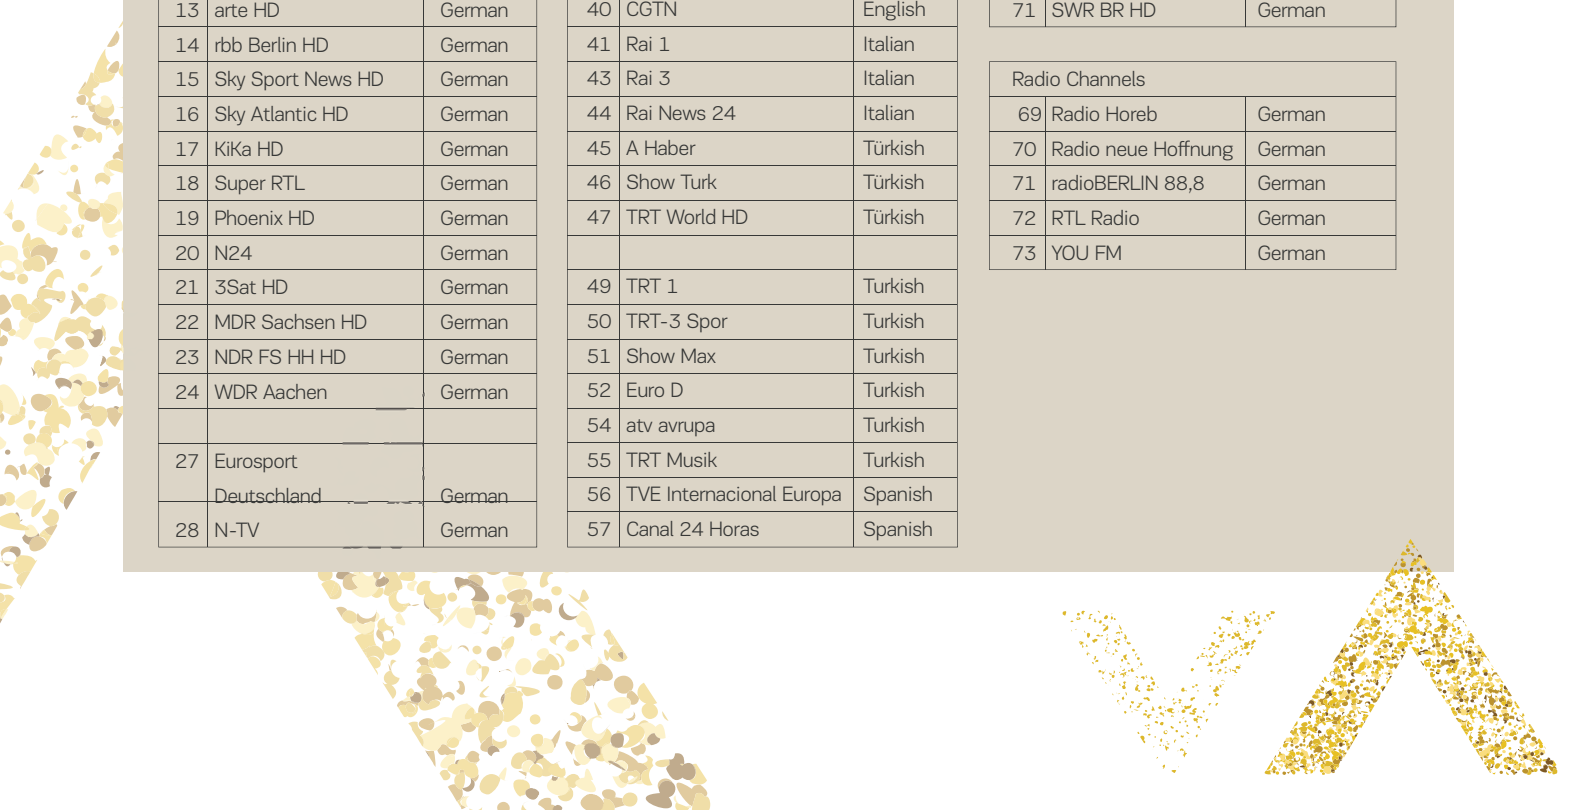 13 arte HD German
14 rbb Berlin HD German
15 Sky Sport News HD German
16 Sky Atlantic HD German
17 KiKa HD German
18 Super RTL German
19 Phoenix HD German
20 N24 German
21 3Sat HD German
22 MDR Sachsen HD German
23 NDR FS HH HD German
24 WDR Aachen German
27 Eurosport
Deutschland German
28 N-TV German
40 CGTN English
41 Rai 1 Italian
43 Rai 3 Italian
44 Rai News 24 Italian
45 A Haber Türkish
46 Show Turk Türkish
47 TRT World HD Türkish
49 TRT 1 Turkish
50 TRT-3 Spor Turkish
51 Show Max Turkish
52 Euro D Turkish
54 atv avrupa Turkish
55 TRT Musik Turkish
56 TVE Internacional Europa Spanish
57 Canal 24 Horas Spanish
71 SWR BR HD German
Radio Channels
69 Radio Horeb German
70 Radio neue Hoffnung German
71 radioBERLIN 88,8 German
72 RTL Radio German
73 YOU FM German